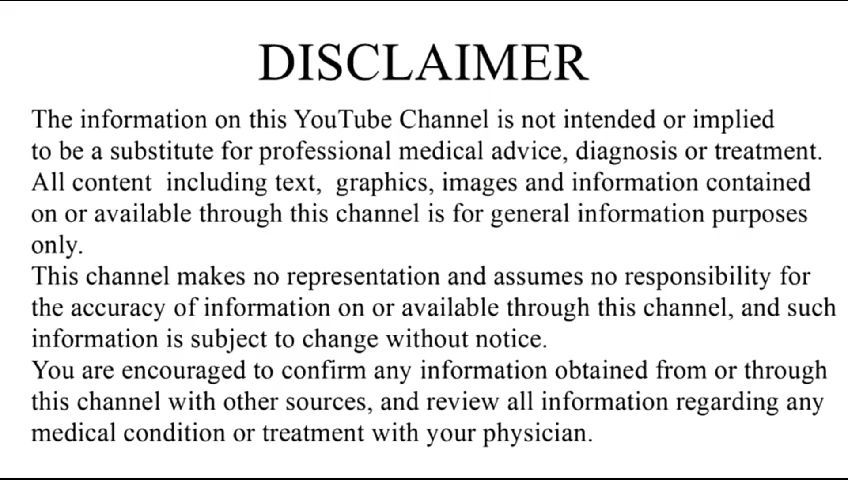 DISCLAIMER
The information on this YouTube Channel is not intended or implied
to be a substitute for professional medical advice, diagnosis or treatment.
All content  including text,  graphics, images and information contained
on or available through this channel is for general information purposes
only.
This channel makes no representation and assumes no responsibility for
the accuracy of information on or available through this channel, and such
information is subject to change without notice.
You are encouraged to confirm any information obtained from or through
this channel with other sources, and review all information regarding any
medical condition or treatment with your physician.